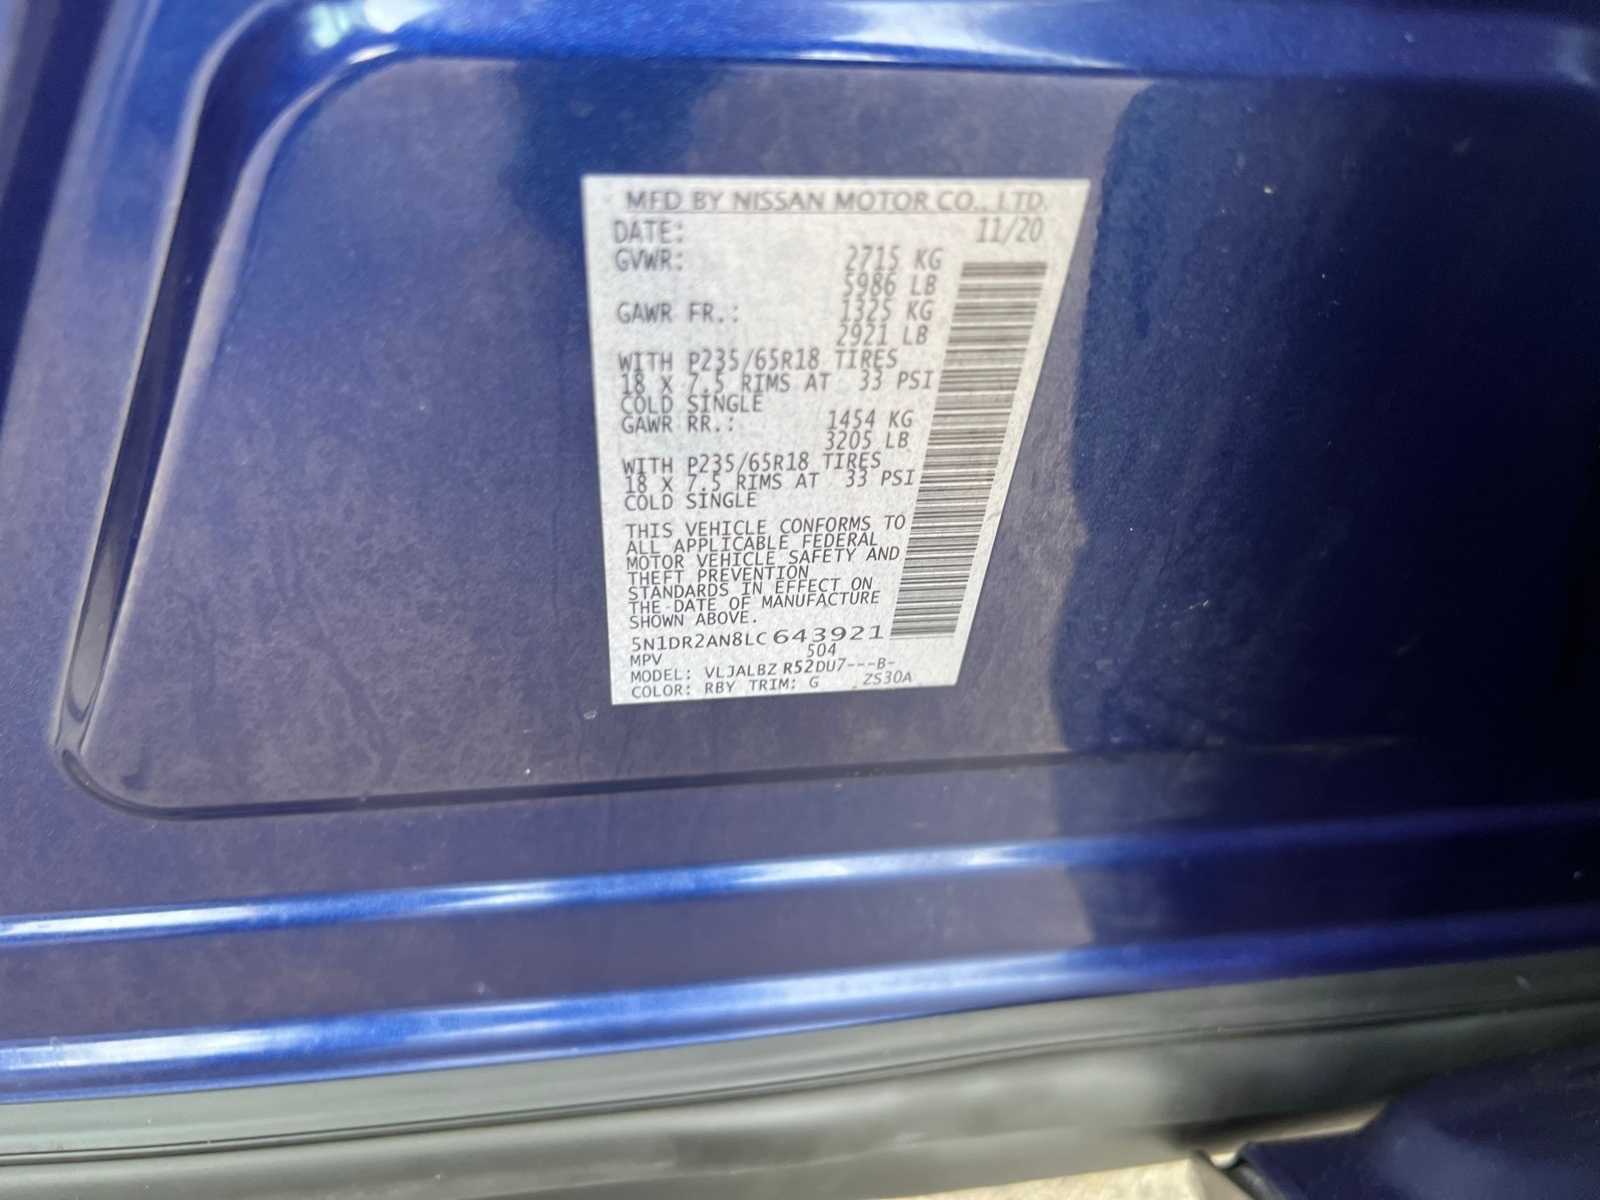 MFD BY NISSAN MOTOR CO., LTD.
DATE: 11/20
GVWR: 2715 KG
5986 LB
GAWR FR.: 1325 KG
2921 LB
WITH P235/65R18 TIRES
18 X 7.5 RIMS AT 33 PSI
COLD SINGLE
GAWR RR.: 1454 KG
3205 LB
WITH P235/65R18 TIRES
18 X 7.5 RIMS AT 33 PSI
COLD SINGLE
THIS VEHICLE CONFORMS TO
ALL APPLICABLE FEDERAL
MOTOR VEHICLE SAFETY AND
THEFT PREVENTION
STANDARDS IN EFFECT ON
THE DATE OF MANUFACTURE
SHOWN ABOVE.
5N1DR2AN8LC643921
MPV 504
MODEL: VLJALBZ R52DU7---B-
COLOR: RBY TRIM: G ZS30A